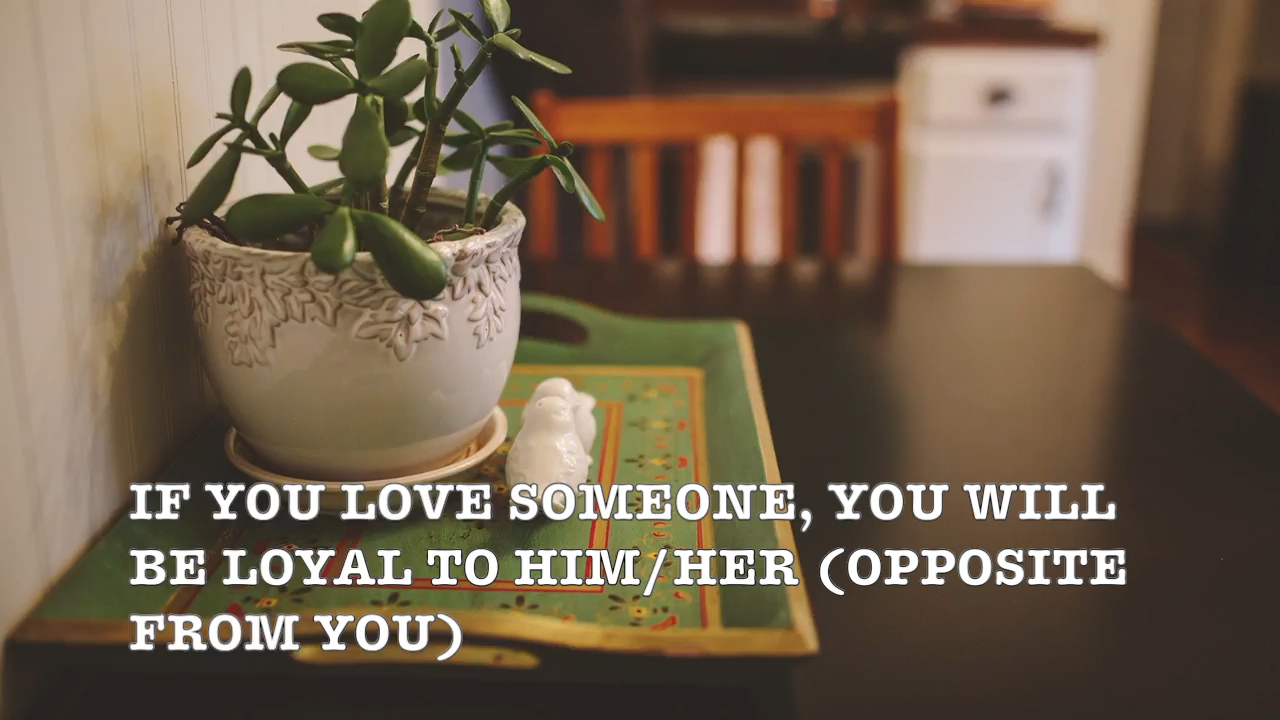 IF YOU LOVE SOMEONE, YOU WILL
BE LOYAL TO HIM/HER (OPPOSITE
FROM YOU)